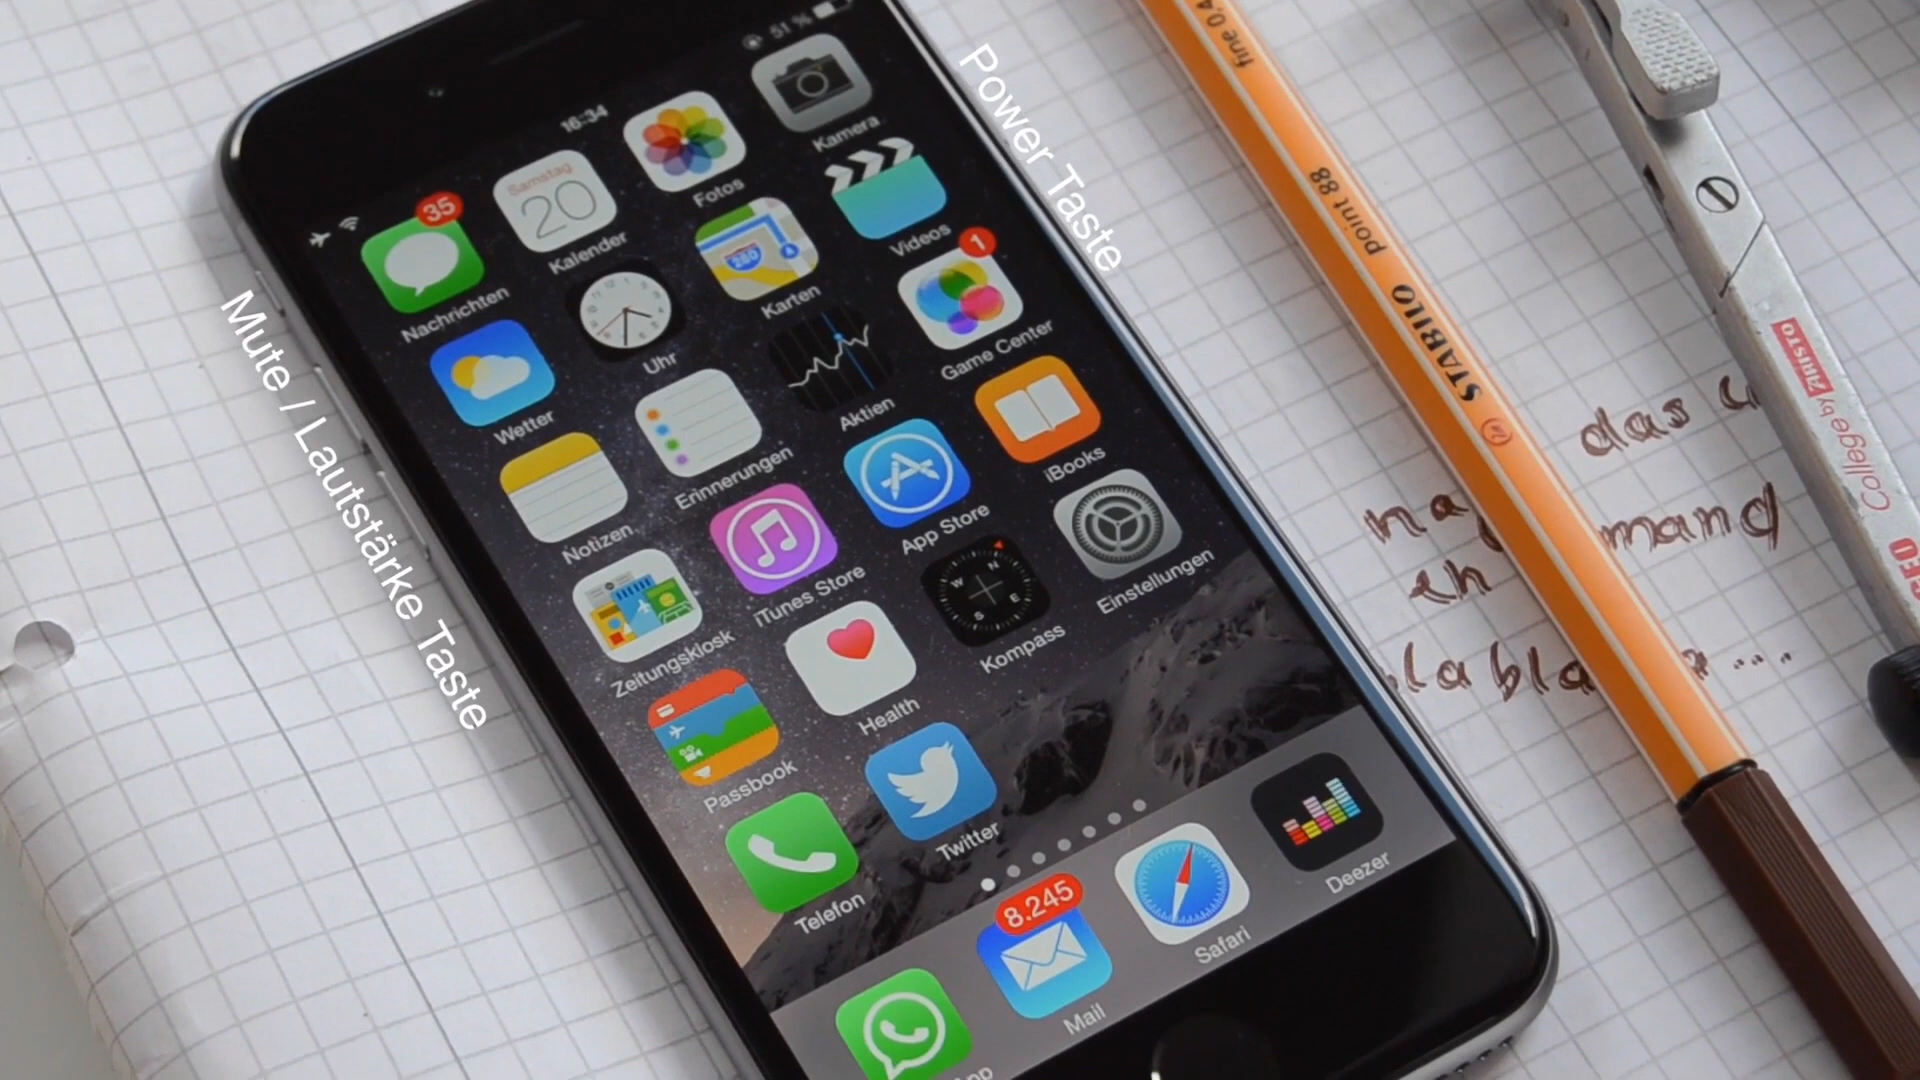 51 %
16:34
Power Taste
Mute / Lautstärke Taste
35
Nachrichten
Samstag
20
Kalender
Fotos
Kamera
Wetter
Uhr
280
Karten
Videos
1
Notizen
Erinnerungen
Aktien
Game Center
Zeitungskiosk
iTunes Store
App Store
iBooks
Passbook
Health
N
W
E
S
Kompass
Einstellungen
Telefon
Twitter
8.245
Mail
Safari
Deezer
fine 0,4
point 88
STABILO
College by ARISTO
das